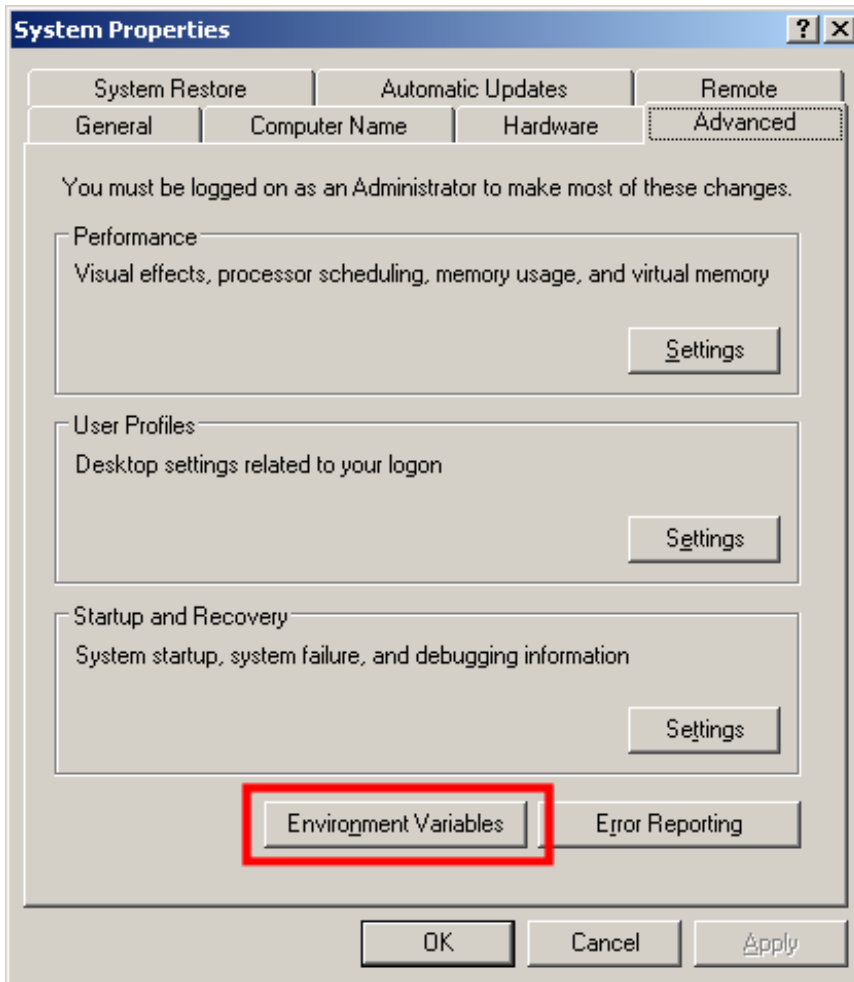 System Properties
System Restore Automatic Updates Remote
General Computer Name Hardware Advanced
You must be logged on as an Administrator to make most of these changes.
Performance
Visual effects, processor scheduling, memory usage, and virtual memory
Settings
User Profiles
Desktop settings related to your logon
Settings
Startup and Recovery
System startup, system failure, and debugging information
Settings
Environment Variables Error Reporting
OK Cancel Apply